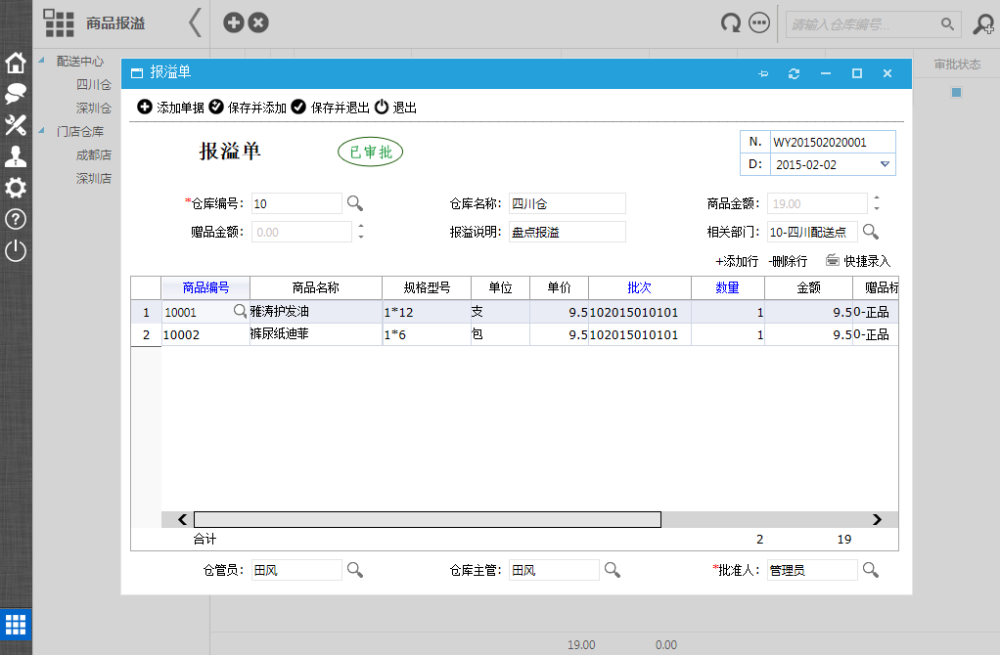 商品报溢
请输入仓库编号...
配送中心
四川仓
深圳仓
门店仓库
成都店
深圳店
审批状态
报溢单
添加单据 保存并添加 保存并退出 退出
报溢单
已审批
N. WY201502020001
D: 2015-02-02
*仓库编号: 10 仓库名称: 四川仓 商品金额: 19.00
赠品金额: 0.00 报溢说明: 盘点报溢 相关部门: 10-四川配送点
+添加行 -删除行 快捷录入
商品编号 商品名称 规格型号 单位 单价 批次 数量 金额 赠品标
1 10001 雅涛护发油 1*12 支 9.5 102015010101 1 9.5 0-正品
2 10002 裤尿纸迪菲 1*6 包 9.5 102015010101 1 9.5 0-正品
合计 2 19
仓管员: 田风 仓库主管: 田风 *批准人: 管理员
19.00 0.00